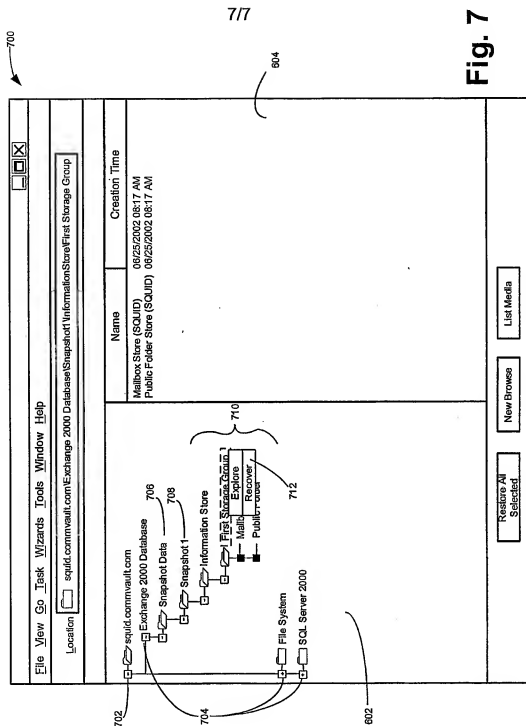 7/7
700
File View Go Task Wizards Tools Window Help
Location squid.commvault.com\Exchange 2000 Database\Snapshot1\InformationStore\First Storage Group
702
squid.commvault.com
704
Exchange 2000 Database
706
Snapshot Data
708
Snapshot 1
Information Store
First Storage Group
710
Explore
Recover
712
Mailb
Public Folder
File System
SQL Server 2000
602
Name Creation Time
Mailbox Store (SQUID) 06/25/2002 08:17 AM
Public Folder Store (SQUID) 06/25/2002 08:17 AM
604
Restore All Selected
New Browse
List Media
Fig. 7